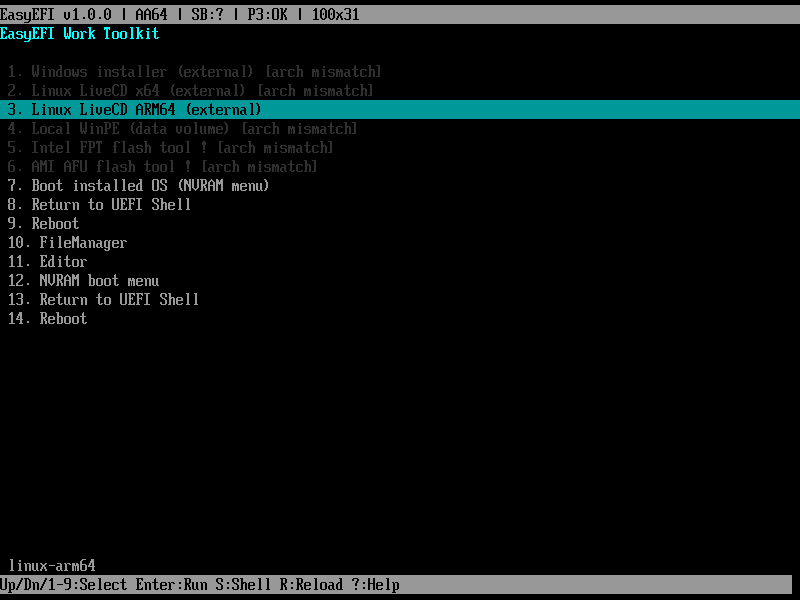 EasyEFI v1.0.0 | AA64 | SB:? | P3:OK | 100x31
EasyEFI Work Toolkit
1. Windows installer (external) [arch mismatch]
2. Linux LiveCD x64 (external) [arch mismatch]
3. Linux LiveCD ARM64 (external)
4. Local WinPE (data volume) [arch mismatch]
5. Intel FPT flash tool ! [arch mismatch]
6. AMI AFU flash tool ! [arch mismatch]
7. Boot installed OS (NVRAM menu)
8. Return to UEFI Shell
9. Reboot
10. FileManager
11. Editor
12. NVRAM boot menu
13. Return to UEFI Shell
14. Reboot
linux-arm64
Up/Dn/1-9:Select Enter:Run S:Shell R:Reload ?:Help